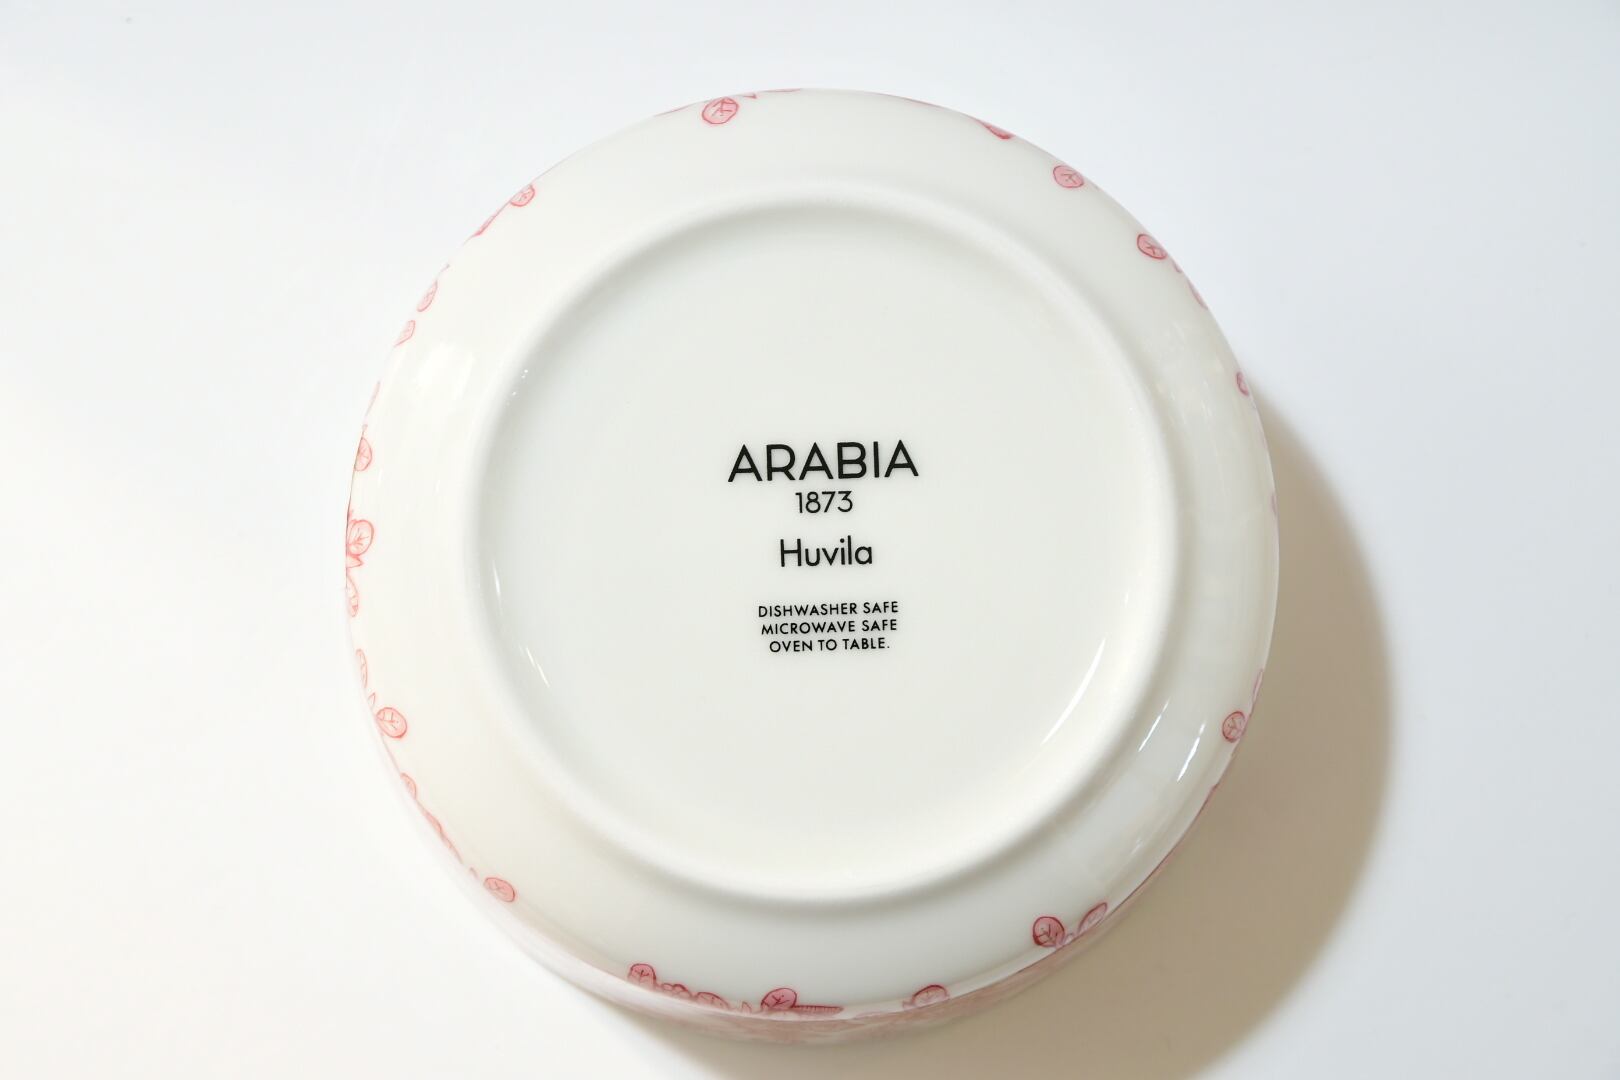 ARABIA
1873
Huvila
DISHWASHER SAFE
MICROWAVE SAFE
OVEN TO TABLE.